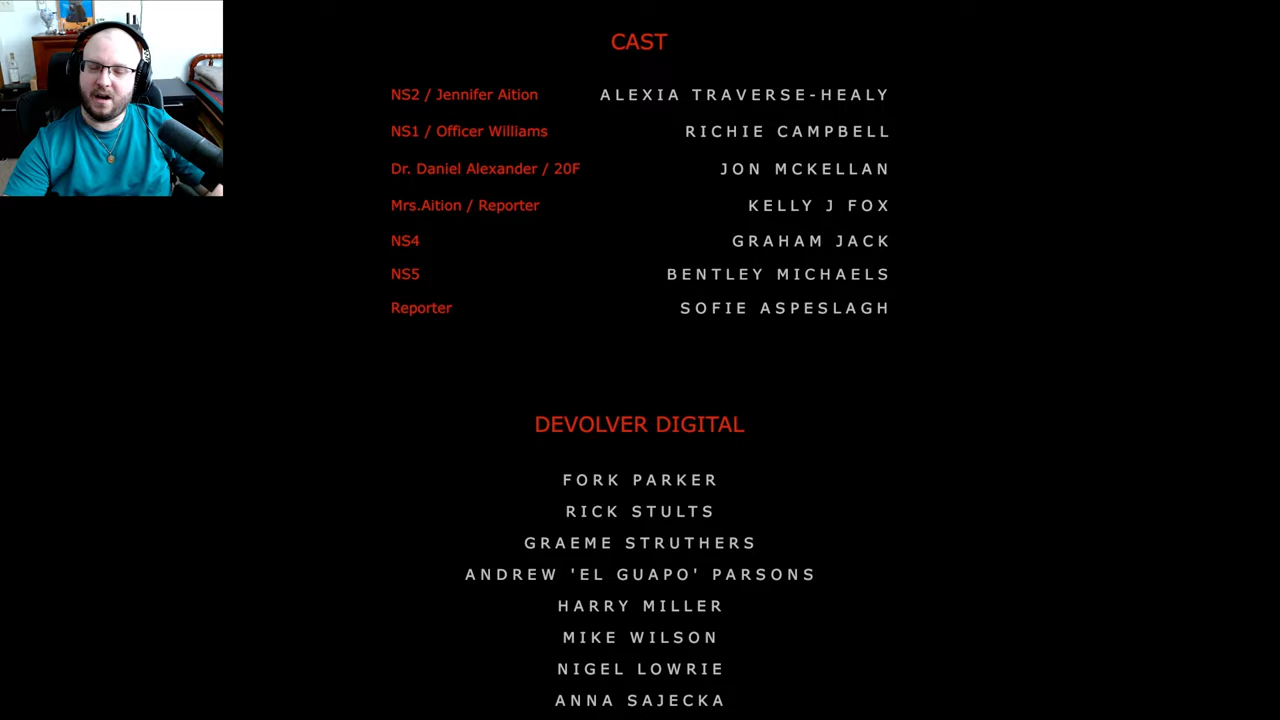 CAST
NS2 / Jennifer Aition ALEXIA TRAVERSE-HEALY
NS1 / Officer Williams RICHIE CAMPBELL
Dr. Daniel Alexander / 20F JON MCKELLAN
Mrs.Aition / Reporter KELLY J FOX
NS4 GRAHAM JACK
NS5 BENTLEY MICHAELS
Reporter SOFIE ASPESLAGH
DEVOLVER DIGITAL
FORK PARKER
RICK STULTS
GRAEME STRUTHERS
ANDREW 'EL GUAPO' PARSONS
HARRY MILLER
MIKE WILSON
NIGEL LOWRIE
ANNA SAJECKA